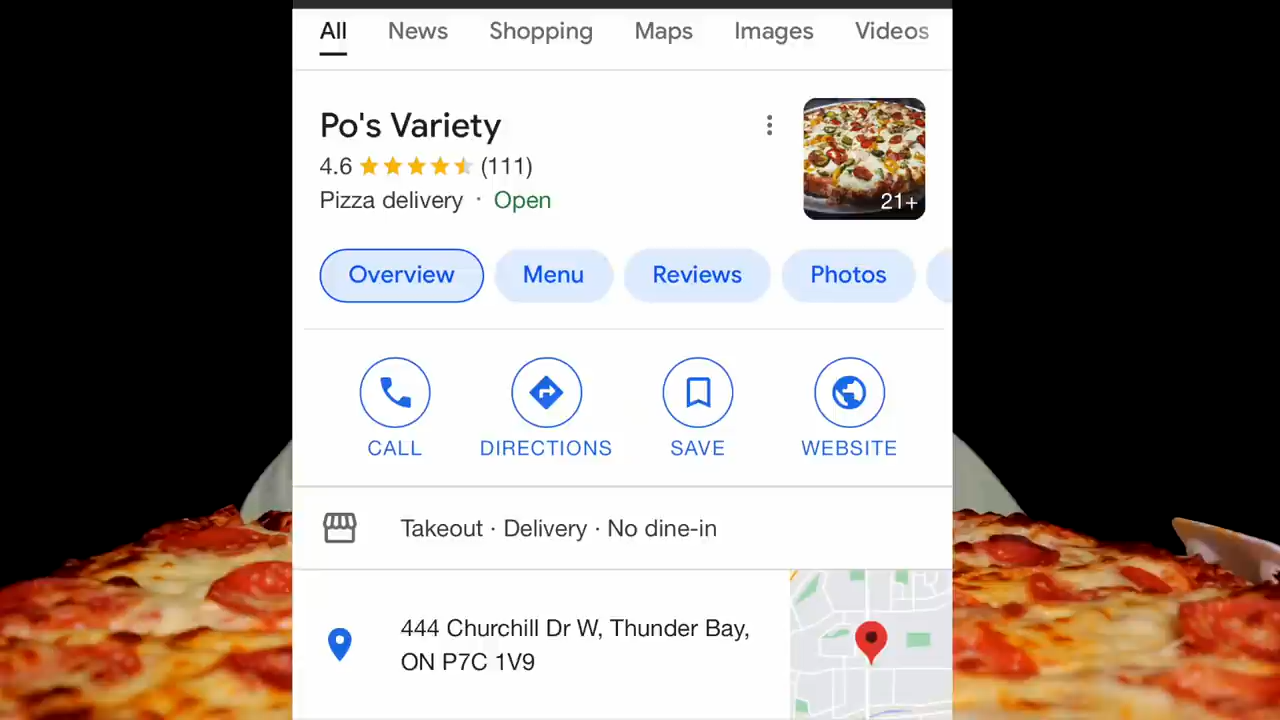 All News Shopping Maps Images Videos
Po's Variety
4.6 (111)
Pizza delivery · Open
21+
Overview Menu Reviews Photos
CALL DIRECTIONS SAVE WEBSITE
Takeout · Delivery · No dine-in
444 Churchill Dr W, Thunder Bay,
ON P7C 1V9